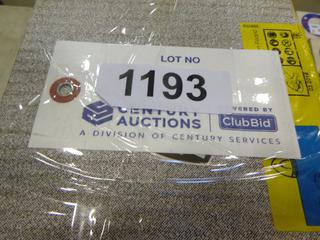 LOT NO
1193
CENTURY
AUCTIONS
POWERED BY
ClubBid
A DIVISION OF CENTURY SERVICES